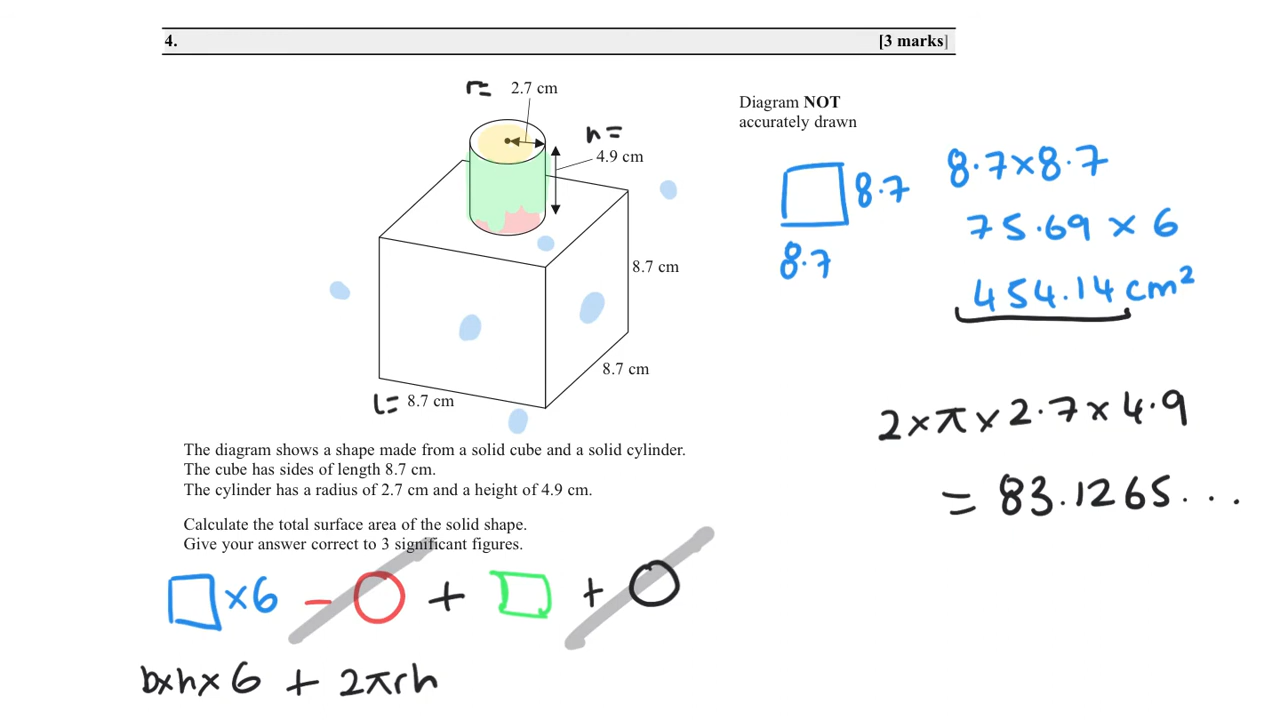 4. [3 marks]
r= 2.7 cm
Diagram NOT
accurately drawn
h=
4.9 cm
8.7 cm
8.7 cm
l= 8.7 cm
8.7
8.7
8.7×8.7
75.69 × 6
454.14 cm²
2×π×2.7×4.9
= 83.1265...
The diagram shows a shape made from a solid cube and a solid cylinder.
The cube has sides of length 8.7 cm.
The cylinder has a radius of 2.7 cm and a height of 4.9 cm.
Calculate the total surface area of the solid shape.
Give your answer correct to 3 significant figures.
□×6 − ○ + □ + ○
b×h×6 + 2πrh